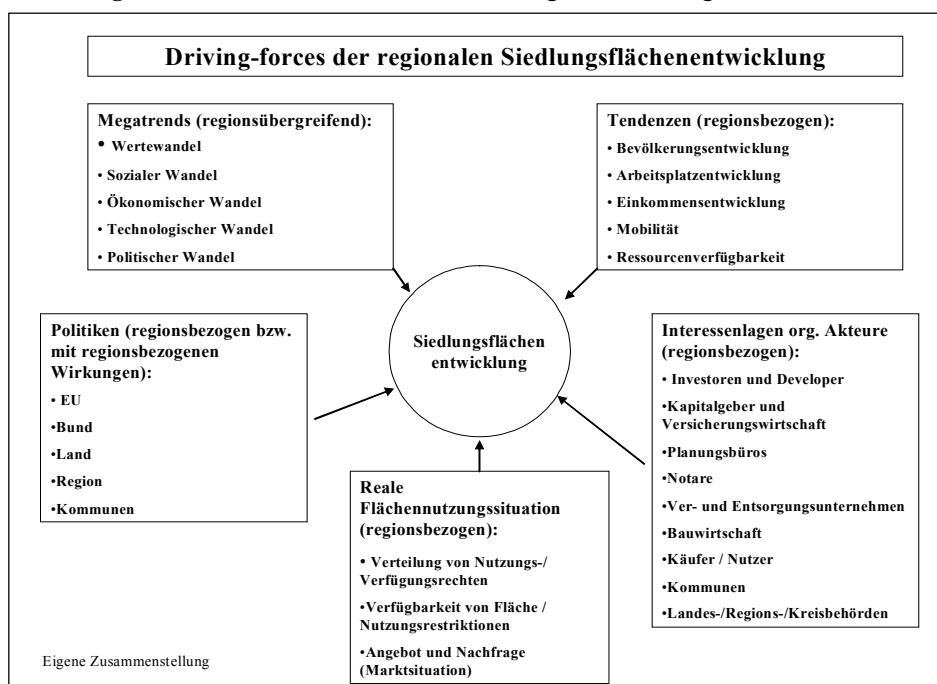 Driving-forces der regionalen Siedlungsflächenentwicklung
Megatrends (regionsübergreifend):
• Wertewandel
• Sozialer Wandel
• Ökonomischer Wandel
• Technologischer Wandel
• Politischer Wandel
Tendenzen (regionsbezogen):
• Bevölkerungsentwicklung
• Arbeitsplatzentwicklung
• Einkommensentwicklung
• Mobilität
• Ressourcenverfügbarkeit
Siedlungsflächen
entwicklung
Politiken (regionsbezogen bzw.
mit regionsbezogenen
Wirkungen):
• EU
•Bund
•Land
•Region
•Kommunen
Interessenlagen org. Akteure
(regionsbezogen):
• Investoren und Developer
•Kapitalgeber und
Versicherungswirtschaft
•Planungsbüros
•Notare
•Ver- und Entsorgungsunternehmen
•Bauwirtschaft
•Käufer / Nutzer
•Kommunen
•Landes-/Regions-/Kreisbehörden
Reale
Flächennutzungssituation
(regionsbezogen):
• Verteilung von Nutzungs-/
Verfügungsrechten
•Verfügbarkeit von Fläche /
Nutzungsrestriktionen
•Angebot und Nachfrage
(Marktsituation)
Eigene Zusammenstellung